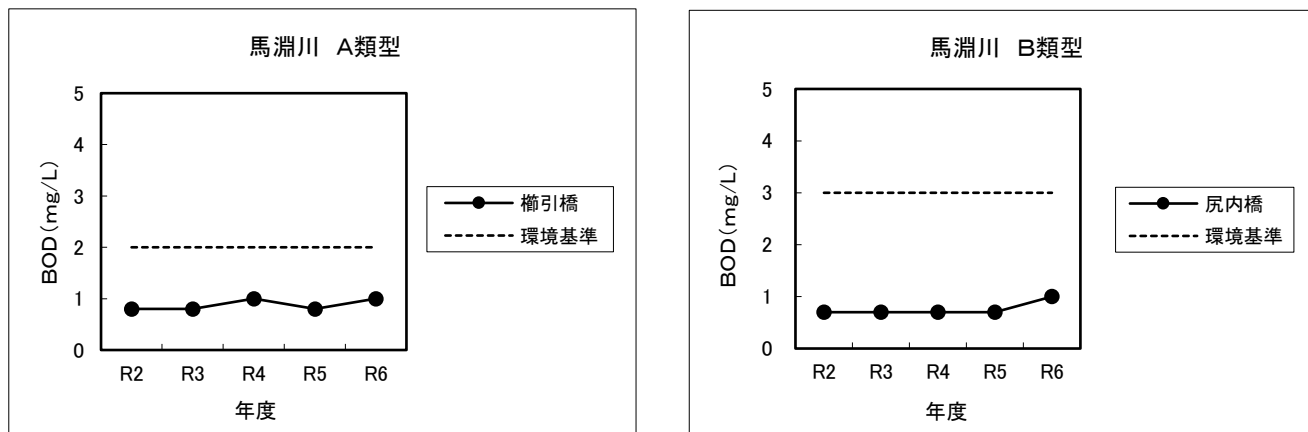 馬淵川 A類型
5
4
3
2
1
0
BOD(mg/L)
R2 R3 R4 R5 R6
年度
櫛引橋
環境基準
馬淵川 B類型
5
4
3
2
1
0
BOD(mg/L)
R2 R3 R4 R5 R6
年度
尻内橋
環境基準